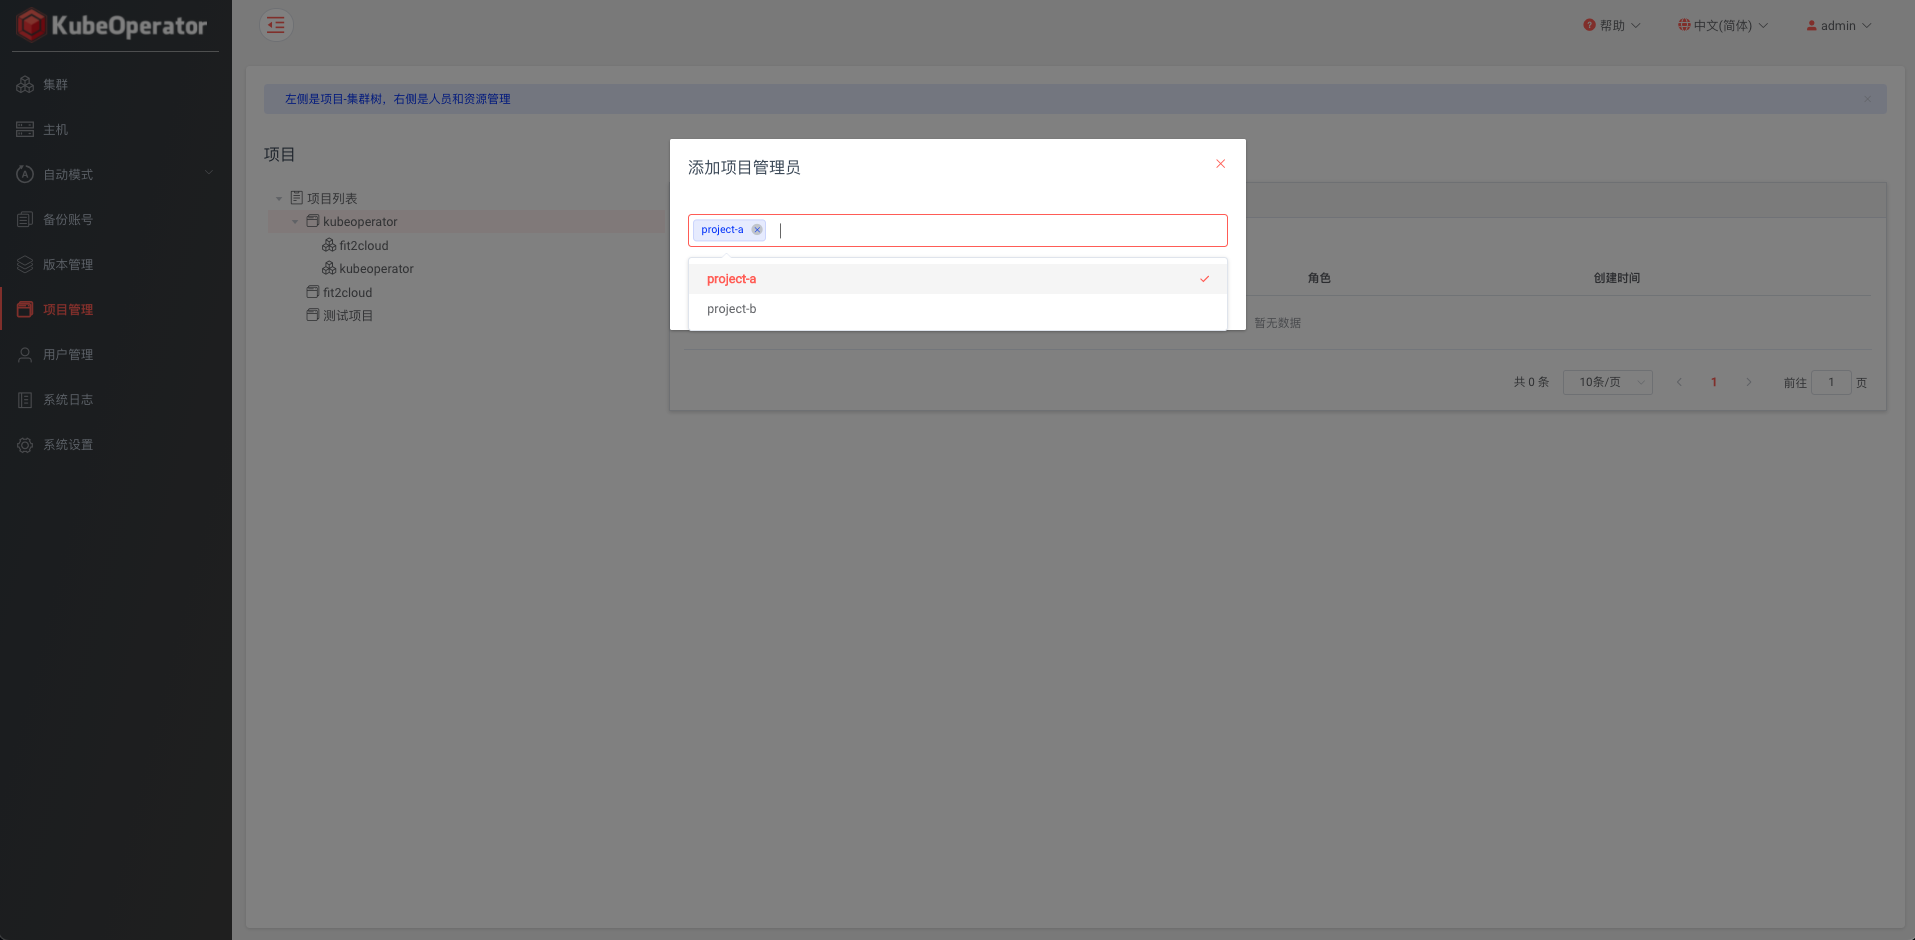 KubeOperator
集群
主机
自动模式
备份账号
版本管理
项目管理
用户管理
系统日志
系统设置
帮助
中文(简体)
admin
左侧是项目-集群树，右侧是人员和资源管理
项目
项目列表
kubeoperator
fit2cloud
kubeoperator
fit2cloud
测试项目
添加项目管理员
project-a
project-a
project-b
角色 创建时间
暂无数据
共 0 条 10条/页 1 前往 1 页